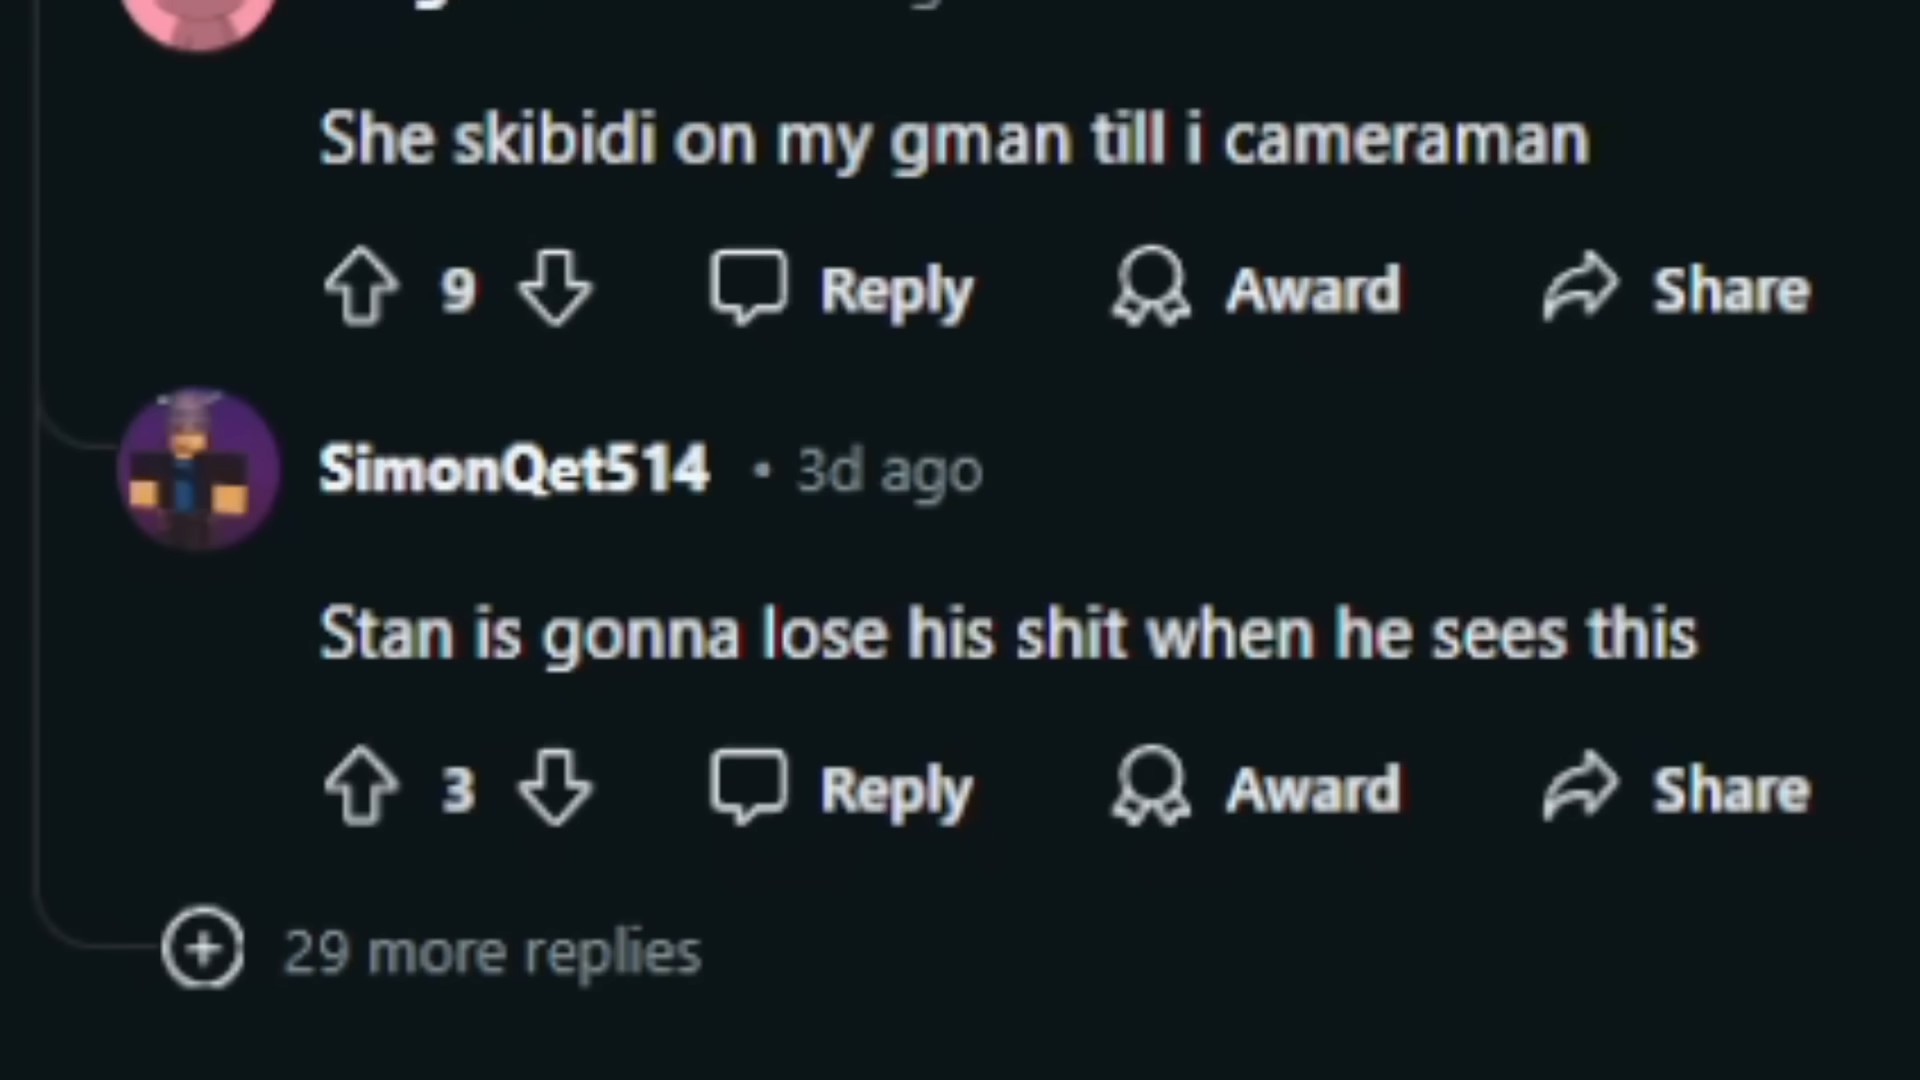 She skibidi on my gman till i cameraman
9 Reply Award Share
SimonQet514 • 3d ago
Stan is gonna lose his shit when he sees this
3 Reply Award Share
29 more replies